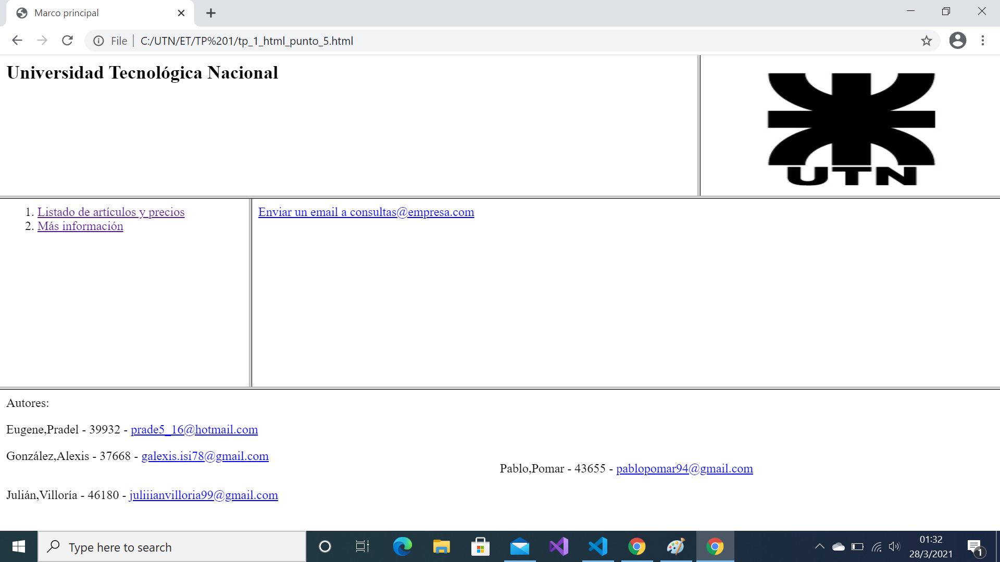 Marco principal
File
C:/UTN/ET/TP%201/tp_1_html_punto_5.html
Universidad Tecnológica Nacional
UTN
1. Listado de artículos y precios
2. Más información
Enviar un email a consultas@empresa.com
Autores:
Eugene,Pradel - 39932 - prade5_16@hotmail.com
González,Alexis - 37668 - galexis.isi78@gmail.com
Pablo,Pomar - 43655 - pablopomar94@gmail.com
Julián,Villoría - 46180 - juliiianvilloria99@gmail.com
Type here to search
01:32
28/3/2021
1